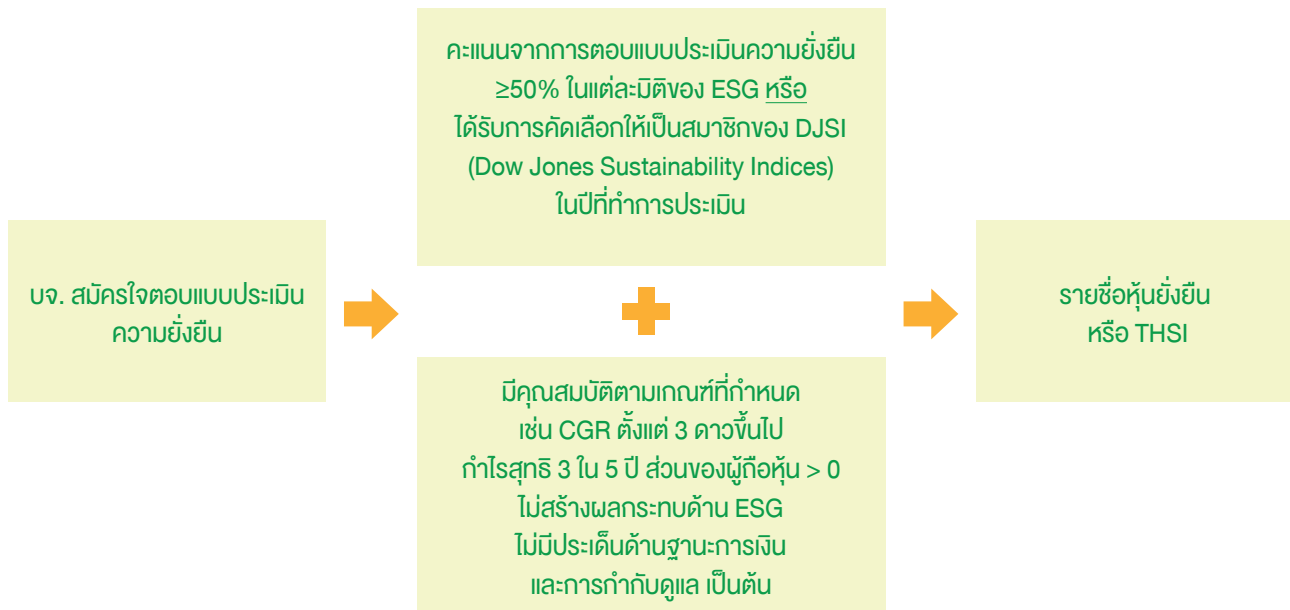 บจ. สมัครใจตอบแบบประเมิน
ความยั่งยืน
คะแนนจากการตอบแบบประเมินความยั่งยืน
≥50% ในแต่ละมิติของ ESG หรือ
ได้รับการคัดเลือกให้เป็นสมาชิกของ DJSI
(Dow Jones Sustainability Indices)
ในปีที่ทำการประเมิน
มีคุณสมบัติตามเกณฑ์ที่กำหนด
เช่น CGR ตั้งแต่ 3 ดาวขึ้นไป
กำไรสุทธิ 3 ใน 5 ปี ส่วนของผู้ถือหุ้น > 0
ไม่สร้างผลกระทบด้าน ESG
ไม่มีประเด็นด้านฐานะการเงิน
และการกำกับดูแล เป็นต้น
รายชื่อหุ้นยั่งยืน
หรือ THSI